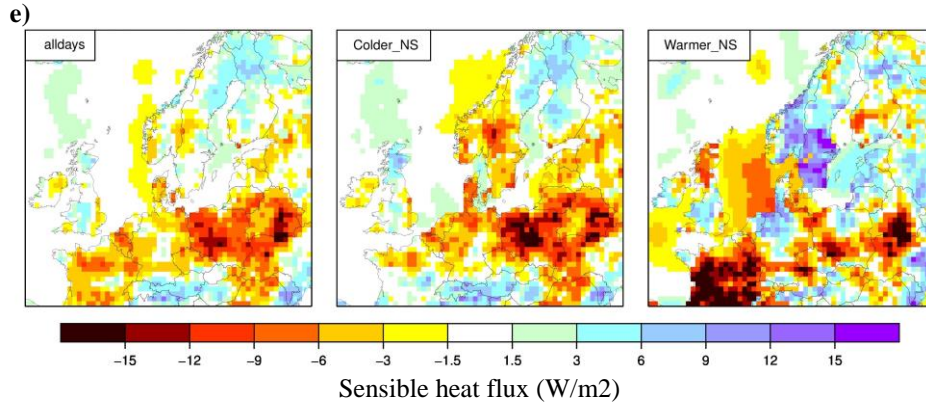 e)
alldays
Colder_NS
Warmer_NS
−15 −12 −9 −6 −3 −1.5 1.5 3 6 9 12 15
Sensible heat flux (W/m2)